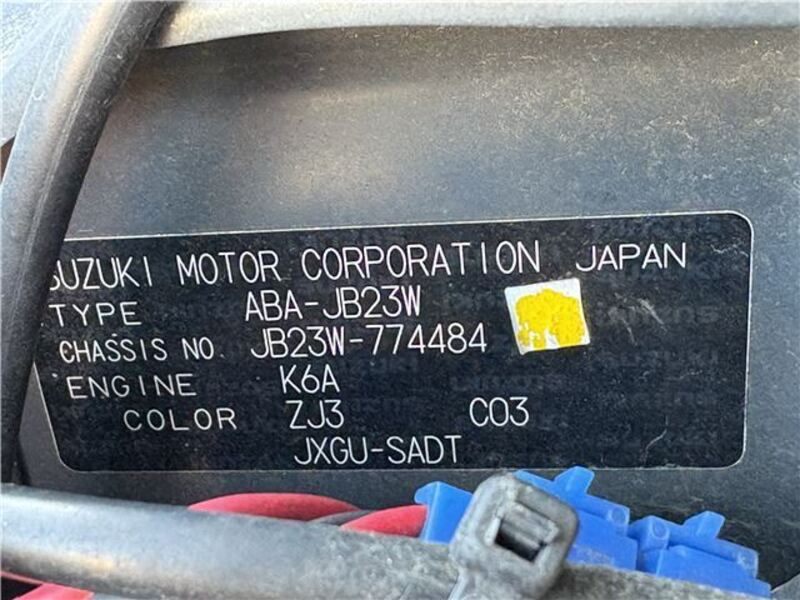 SUZUKI MOTOR CORPORATION JAPAN
TYPE ABA-JB23W
CHASSIS NO. JB23W-774484
ENGINE K6A
COLOR ZJ3 C03
JXGU-SADT